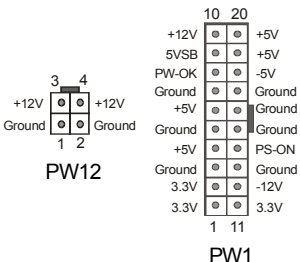 10 20
+12V +5V
5VSB +5V
PW-OK -5V
Ground Ground
+5V Ground
Ground Ground
+5V PS-ON
Ground Ground
3.3V -12V
3.3V 3.3V
1 11
PW1
3 4
+12V +12V
Ground Ground
1 2
PW12